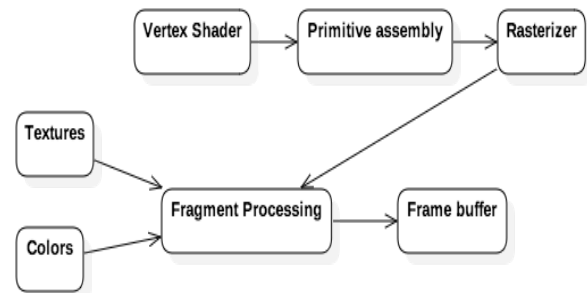 Vertex Shader
Primitive assembly
Rasterizer
Textures
Fragment Processing
Frame buffer
Colors